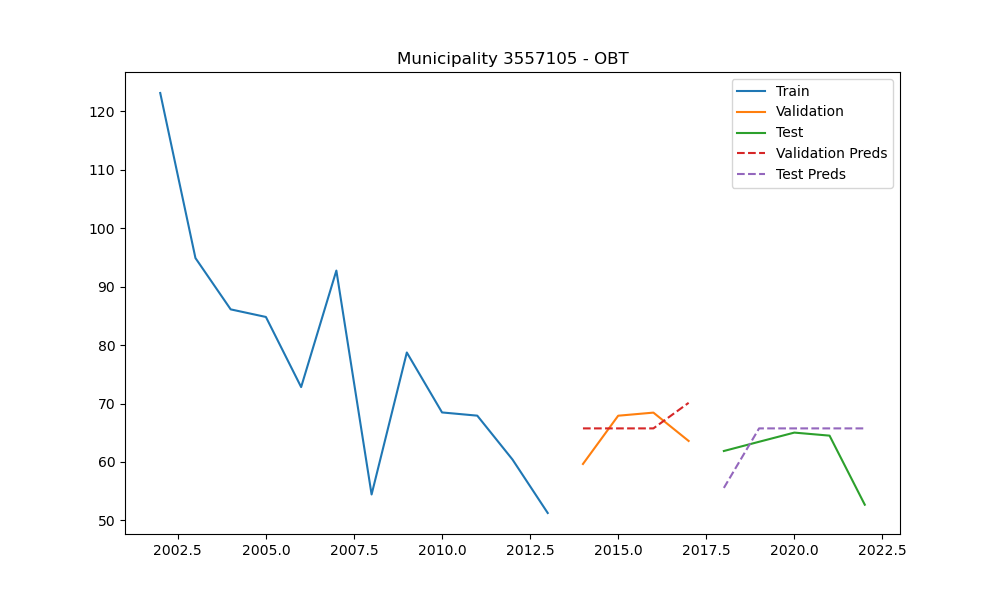 Municipality 3557105 - OBT
Train
Validation
Test
Validation Preds
Test Preds
120
110
100
90
80
70
60
50
2002.5 2005.0 2007.5 2010.0 2012.5 2015.0 2017.5 2020.0 2022.5